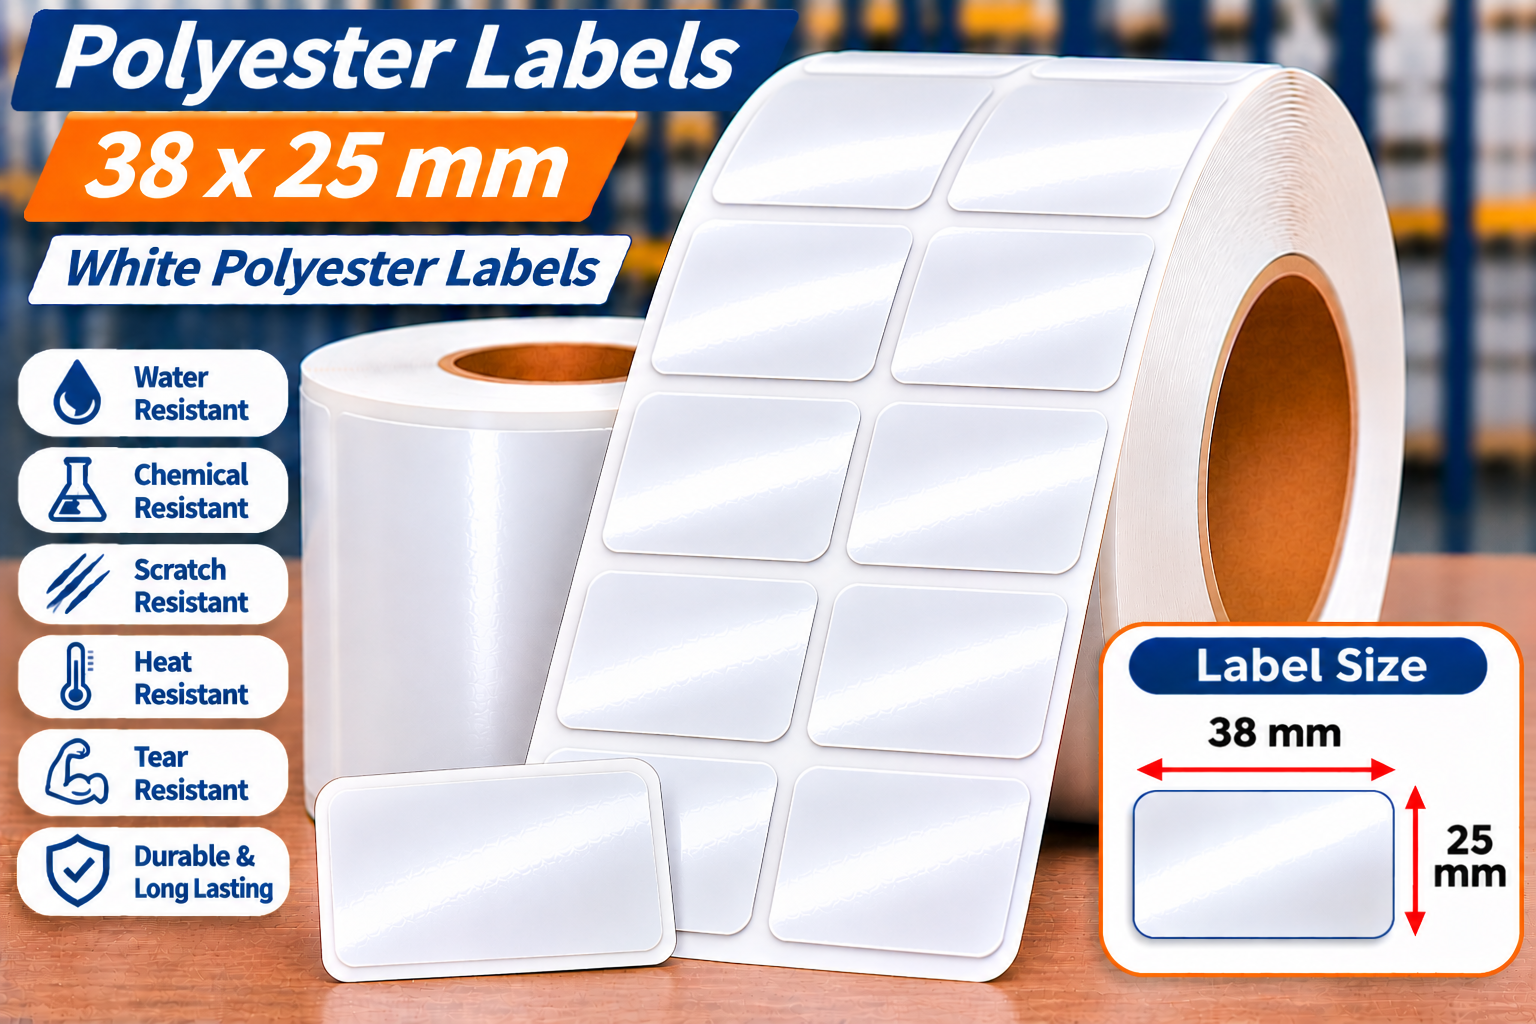 Polyester Labels
38 x 25 mm
White Polyester Labels
Water
Resistant
Chemical
Resistant
Scratch
Resistant
Heat
Resistant
Tear
Resistant
Durable &
Long Lasting
Label Size
38 mm
25
mm